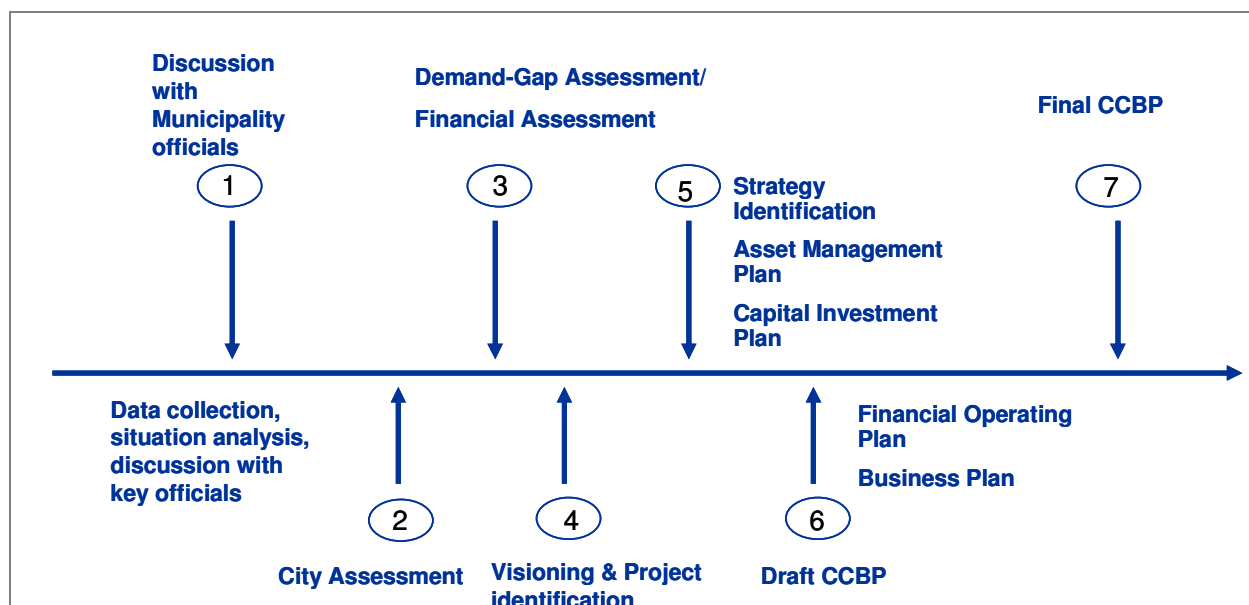 Discussion
with
Municipality
officials
1
Demand-Gap Assessment/
Financial Assessment
3
5
Strategy
Identification
Asset Management
Plan
Capital Investment
Plan
Final CCBP
7
Data collection,
situation analysis,
discussion with
key officials
2
City Assessment
4
Visioning & Project
identification
6
Draft CCBP
Financial Operating
Plan
Business Plan